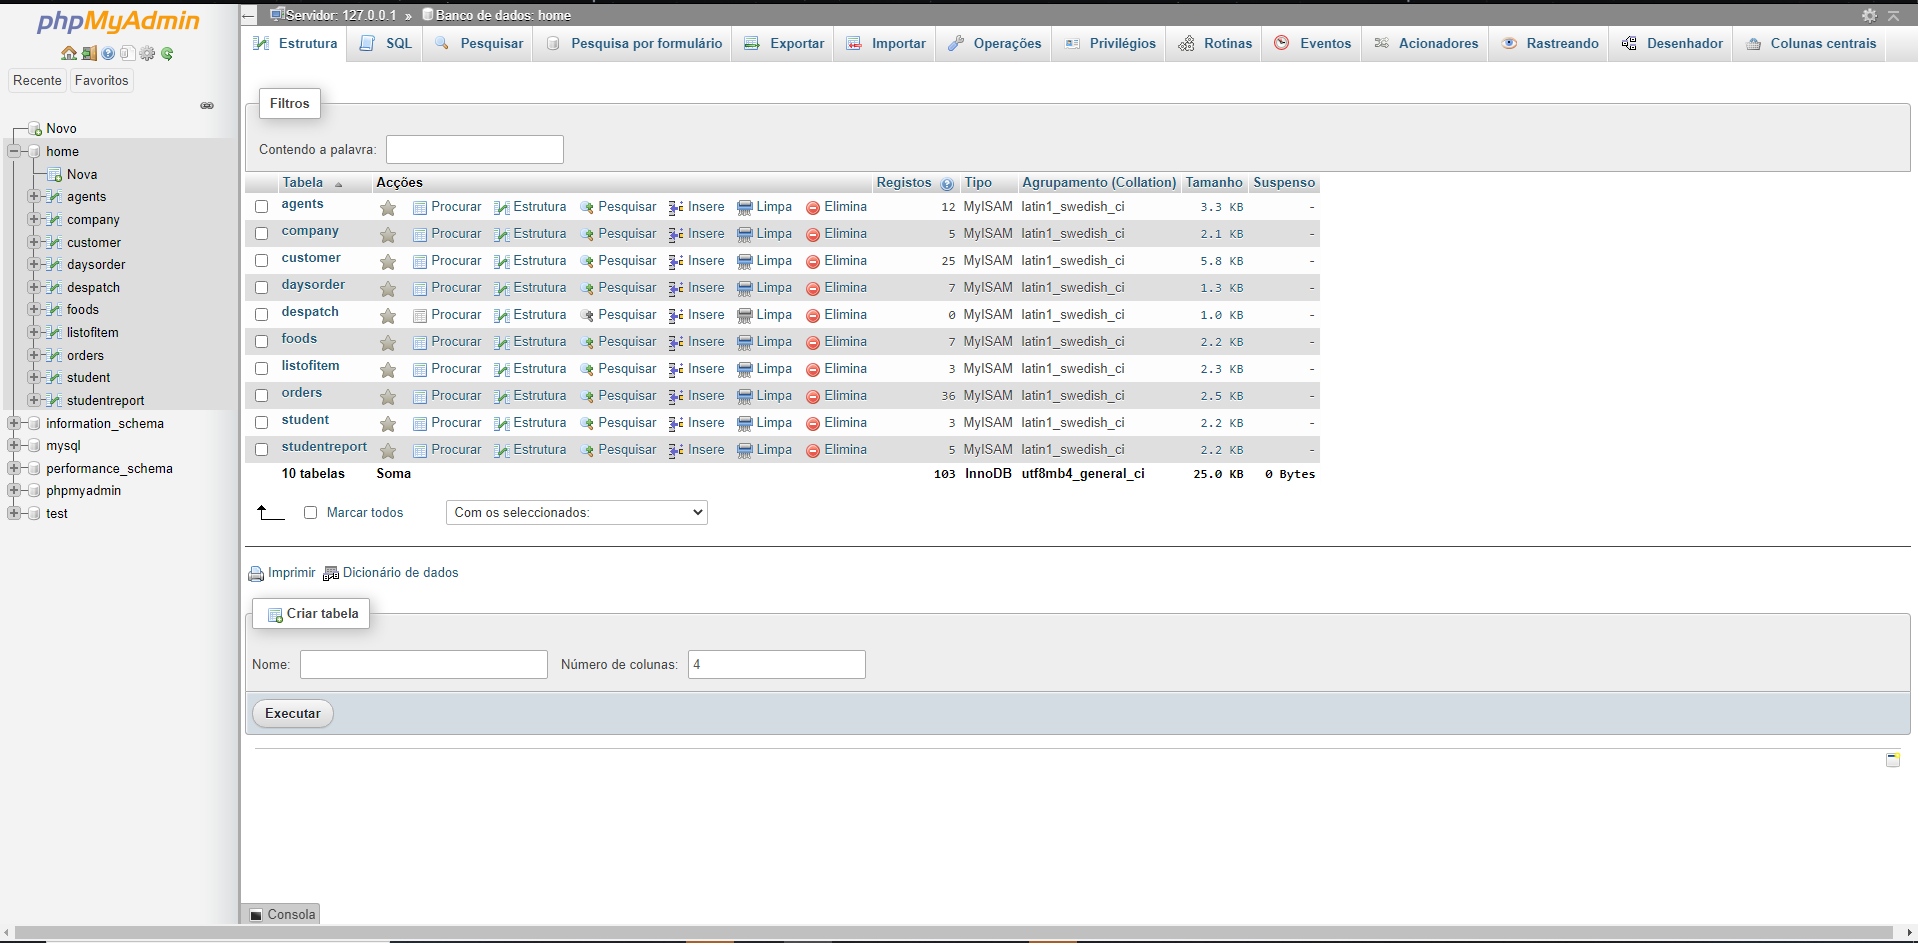 phpMyAdmin
Recente Favoritos
Novo
home
Nova
agents
company
customer
daysorder
despatch
foods
listofitem
orders
student
studentreport
information_schema
mysql
performance_schema
phpmyadmin
test
Servidor: 127.0.0.1 » Banco de dados: home
Estrutura SQL Pesquisar Pesquisa por formulário Exportar Importar Operações Privilégios Rotinas Eventos Acionadores Rastreando Desenhador Colunas centrais
Filtros
Contendo a palavra:
Tabela Acções Registos Tipo Agrupamento (Collation) Tamanho Suspenso
agents Procurar Estrutura Pesquisar Insere Limpa Elimina 12 MyISAM latin1_swedish_ci 3.3 KB -
company Procurar Estrutura Pesquisar Insere Limpa Elimina 5 MyISAM latin1_swedish_ci 2.1 KB -
customer Procurar Estrutura Pesquisar Insere Limpa Elimina 25 MyISAM latin1_swedish_ci 5.8 KB -
daysorder Procurar Estrutura Pesquisar Insere Limpa Elimina 7 MyISAM latin1_swedish_ci 1.3 KB -
despatch Procurar Estrutura Pesquisar Insere Limpa Elimina 0 MyISAM latin1_swedish_ci 1.0 KB -
foods Procurar Estrutura Pesquisar Insere Limpa Elimina 7 MyISAM latin1_swedish_ci 2.2 KB -
listofitem Procurar Estrutura Pesquisar Insere Limpa Elimina 3 MyISAM latin1_swedish_ci 2.3 KB -
orders Procurar Estrutura Pesquisar Insere Limpa Elimina 36 MyISAM latin1_swedish_ci 2.5 KB -
student Procurar Estrutura Pesquisar Insere Limpa Elimina 3 MyISAM latin1_swedish_ci 2.2 KB -
studentreport Procurar Estrutura Pesquisar Insere Limpa Elimina 5 MyISAM latin1_swedish_ci 2.2 KB -
10 tabelas Soma 103 InnoDB utf8mb4_general_ci 25.0 KB 0 Bytes
Marcar todos Com os seleccionados:
Imprimir Dicionário de dados
Criar tabela
Nome: Número de colunas: 4
Executar
Consola